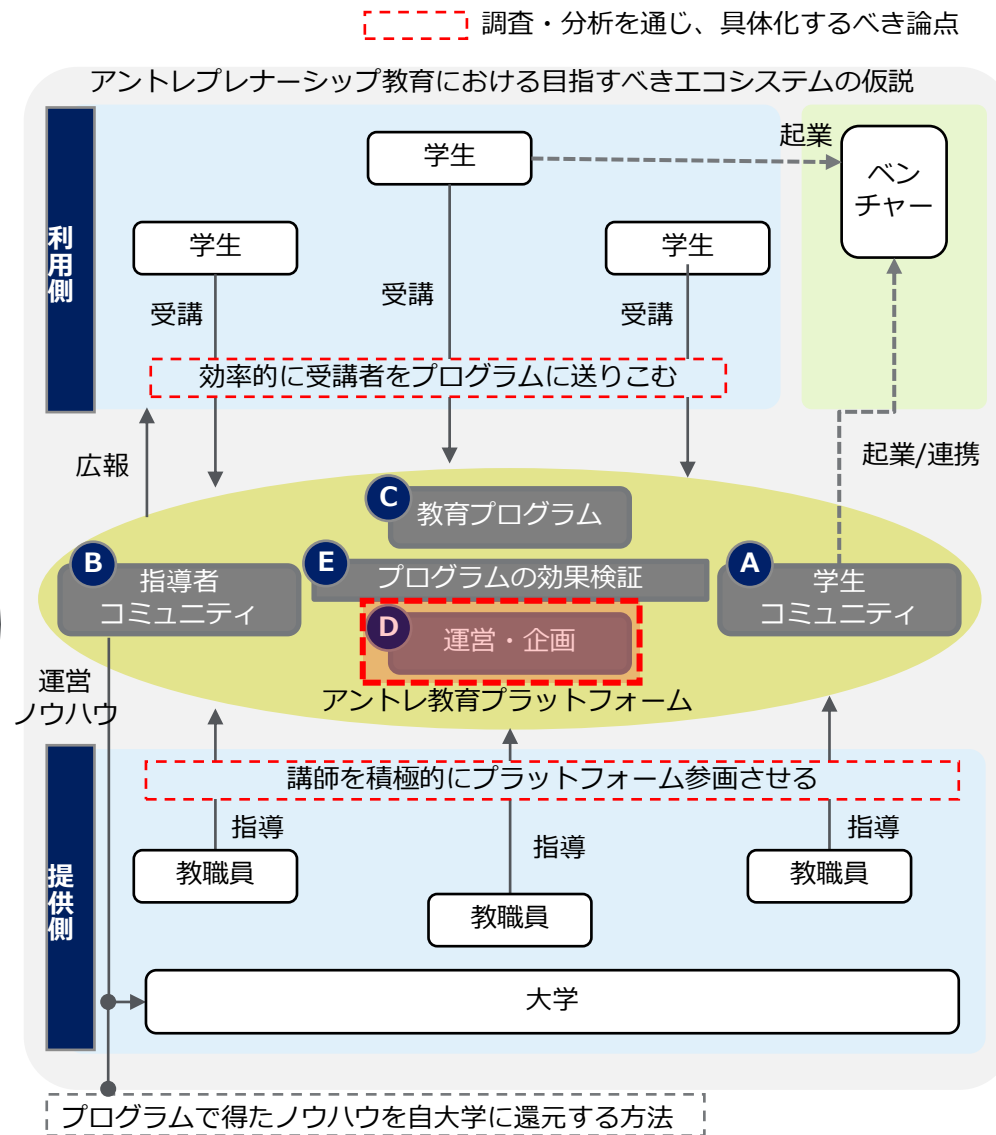 調査・分析を通じ、具体化するべき論点
アントレプレナーシップ教育における目指すべきエコシステムの仮説
利用側
学生
起業
ベン
チャー
学生
学生
受講
受講
受講
効率的に受講者をプログラムに送りこむ
広報
起業/連携
C
教育プログラム
B
指導者
コミュニティ
E
プログラムの効果検証
A
学生
コミュニティ
D
運営・企画
アントレ教育プラットフォーム
運営
ノウハウ
提供側
講師を積極的にプラットフォーム参画させる
指導
指導
指導
教職員
教職員
教職員
大学
プログラムで得たノウハウを自大学に還元する方法